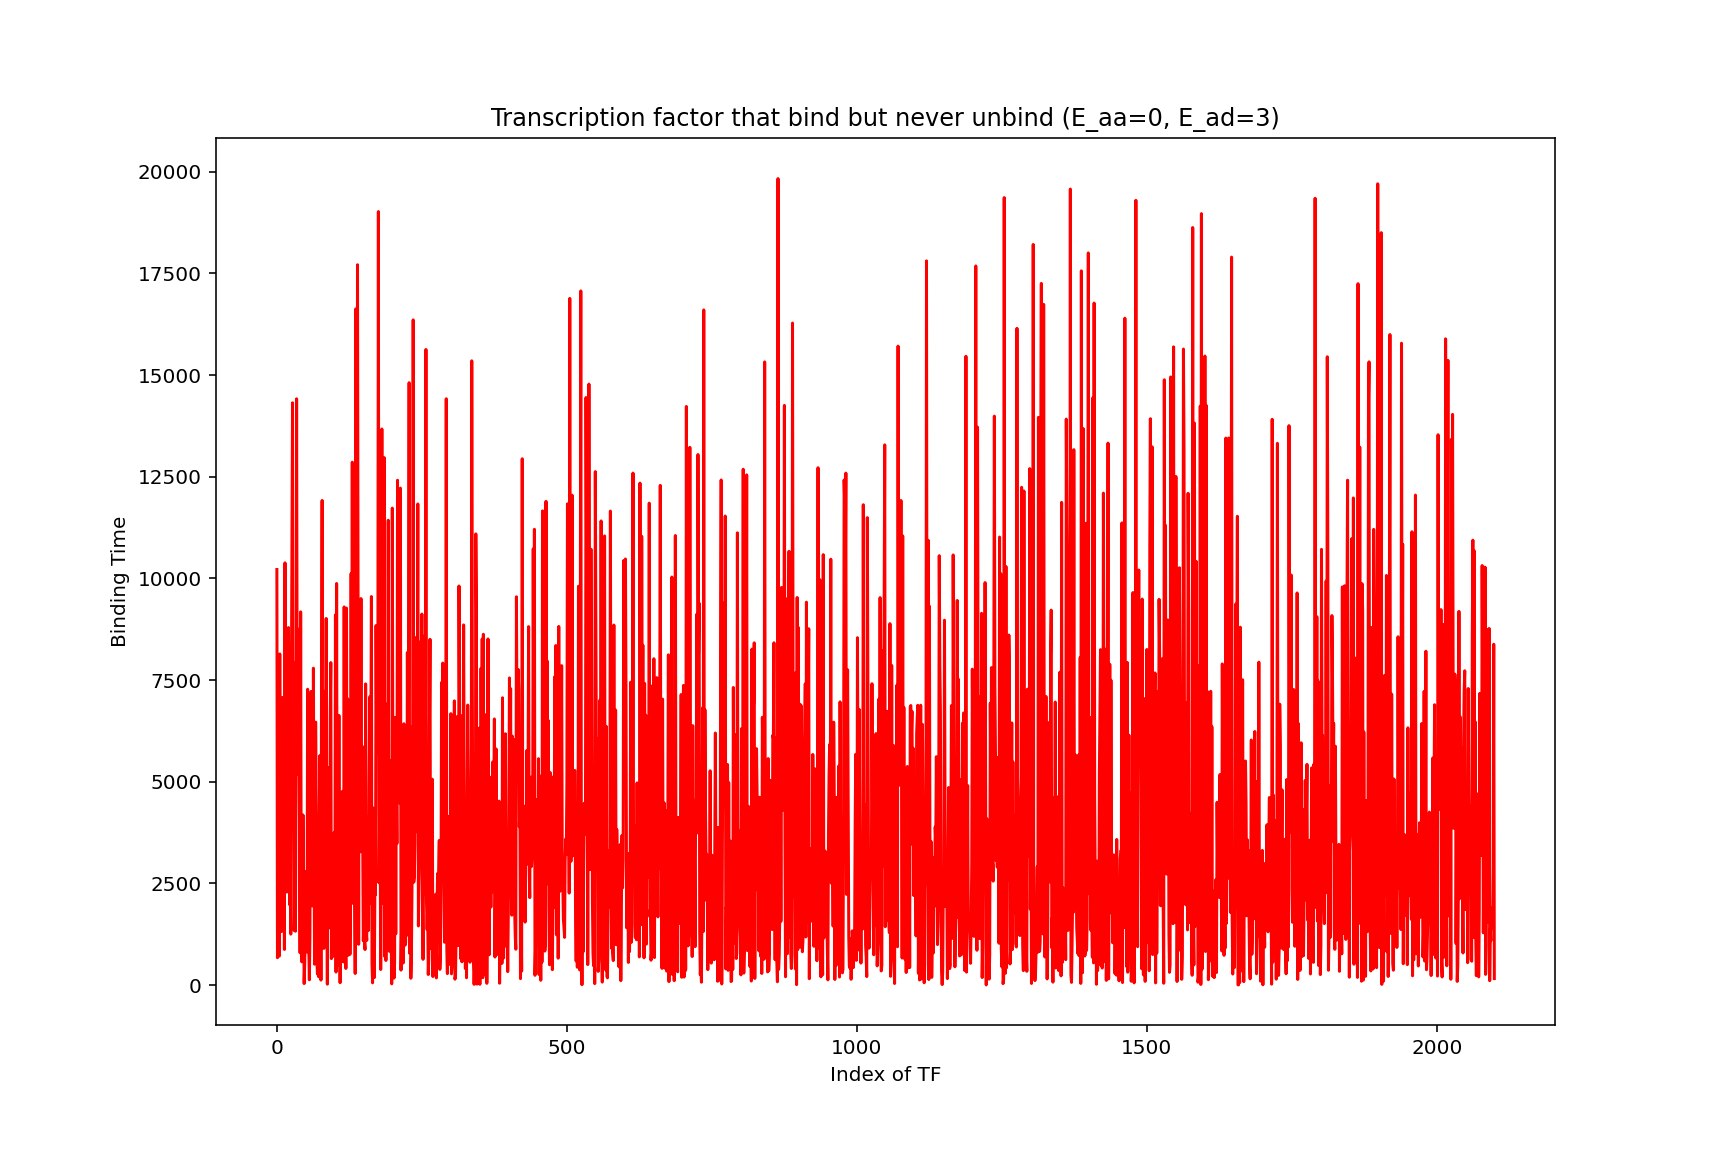 Transcription factor that bind but never unbind (E_aa=0, E_ad=3)
20000
17500
15000
12500
10000
7500
5000
2500
0
Binding Time
0 500 1000 1500 2000
Index of TF